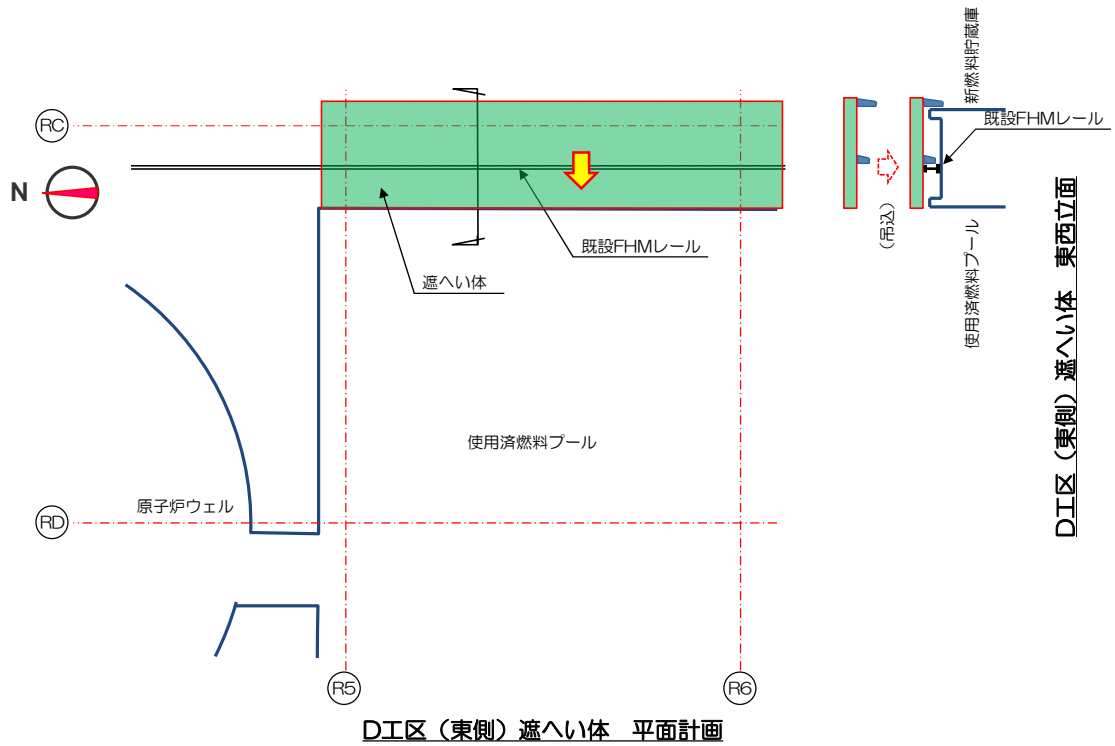 RC
N
既設FHMレール
遮へい体
使用済燃料プール
原子炉ウェル
RD
R5
R6
D工区（東側）遮へい体　平面計画
新燃料貯蔵庫
既設FHMレール
（吊込）
使用済燃料プール
D工区（東側）遮へい体　東西立面